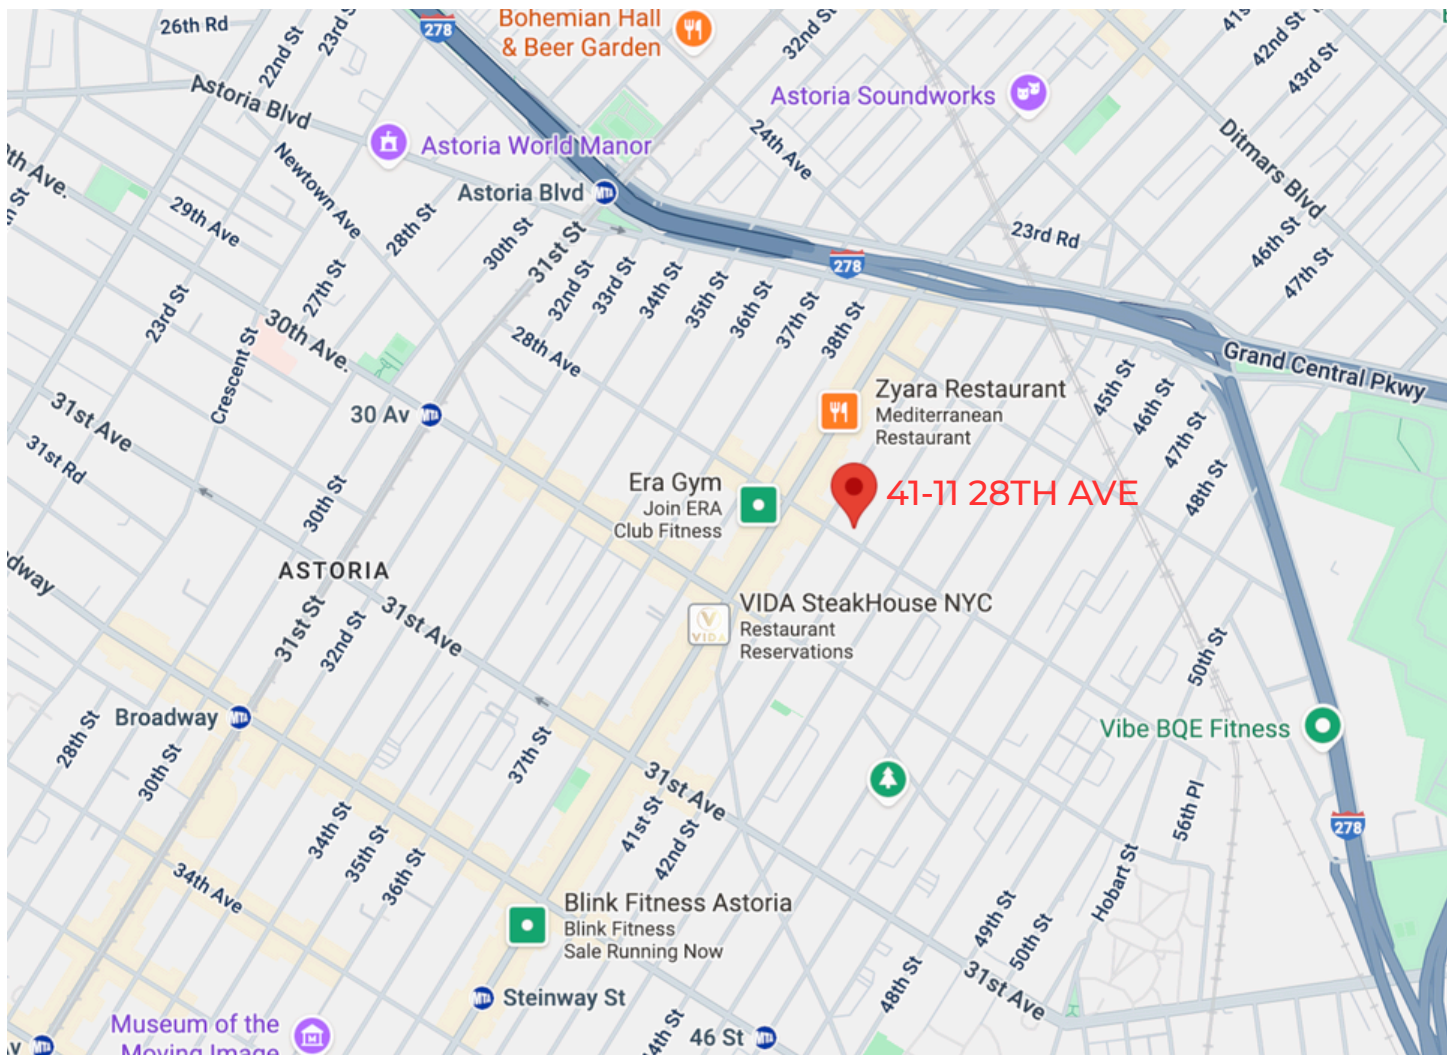 26th Rd
22nd St
23rd St
278
Bohemian Hall
& Beer Garden
32nd St
42nd St
43rd St
Astoria Blvd
Astoria World Manor
Astoria Soundworks
24th Ave
Ditmars Blvd
Newtown Ave
Astoria Blvd
MTA
29th Ave
28th St
30th St
31st St
32nd St
33rd St
34th St
35th St
36th St
37th St
38th St
278
23rd Rd
46th St
47th St
23rd St
27th St
Crescent St
30th Ave.
28th Ave
Grand Central Pkwy
31st Ave
31st Rd
30 Av
MTA
Zyara Restaurant
Mediterranean
Restaurant
45th St
46th St
47th St
48th St
Era Gym
Join ERA
Club Fitness
41-11 28TH AVE
30th St
ASTORIA
31st St
32nd St
31st Ave
VIDA
VIDA SteakHouse NYC
Restaurant
Reservations
50th St
Broadway
MTA
28th St
30th St
37th St
31st Ave
Vibe BQE Fitness
34th St
35th St
36th St
41st St
42nd St
56th Pl
278
34th Ave
Hobart St
Blink Fitness Astoria
Blink Fitness
Sale Running Now
49th St
50th St
48th St
31st Ave
MTA
Steinway St
46 St
MTA
Museum of the
Moving Image